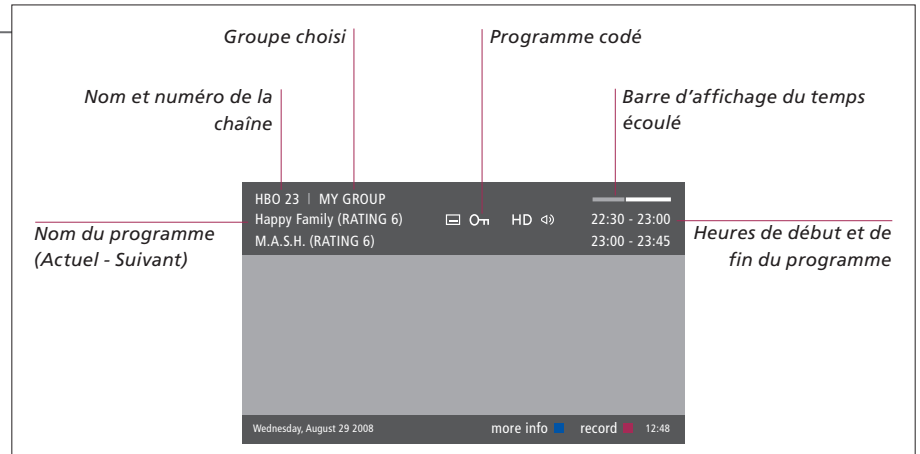 Groupe choisi
Programme codé
Nom et numéro de la
chaîne
Barre d'affichage du temps
écoulé
HBO 23 | MY GROUP
Happy Family (RATING 6) HD 22:30 - 23:00
M.A.S.H. (RATING 6) 23:00 - 23:45
Nom du programme
(Actuel - Suivant)
Heures de début et de
fin du programme
Wednesday, August 29 2008 more info record 12:48